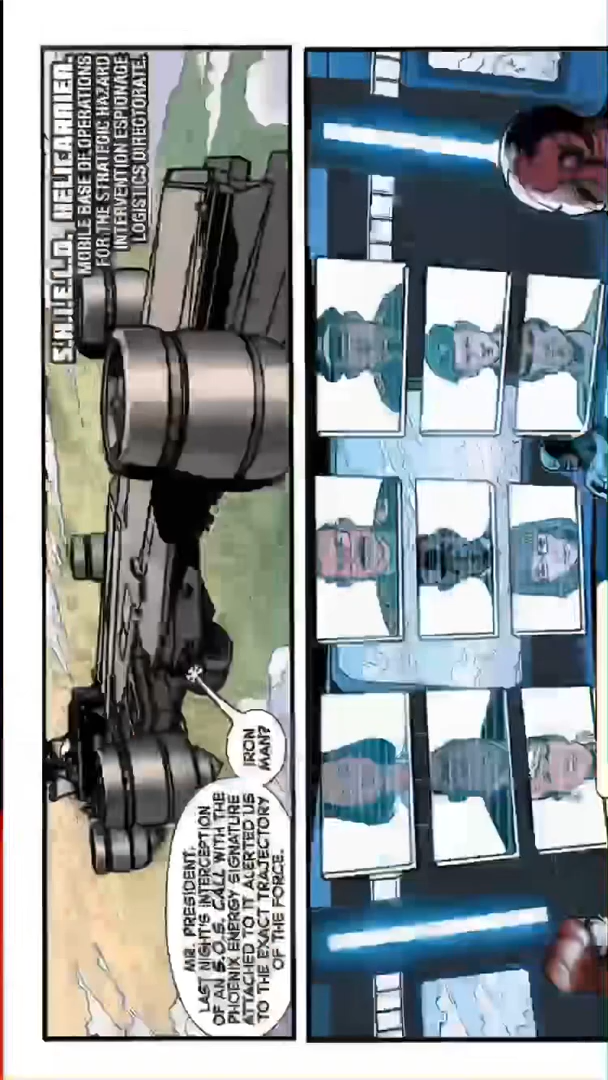 S.H.I.E.L.D. HELICARRIER.
MOBILE BASE OF OPERATIONS
FOR THE STRATEGIC HAZARD
INTERVENTION ESPIONAGE
LOGISTICS DIRECTORATE.
MR. PRESIDENT,
LAST NIGHT'S INTERCEPTION
OF AN S.O.S. CALL WITH THE
PHOENIX ENERGY SIGNATURE
ATTACHED TO IT ALERTED US
TO THE EXACT TRAJECTORY
OF THE FORCE.
IRON
MAN?